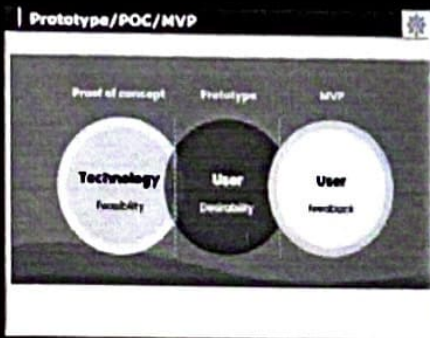 Prototype/POC/MVP
Proof of concept
Prototype
MVP
Technology
Feasibility
User
Desirability
User
Feedback